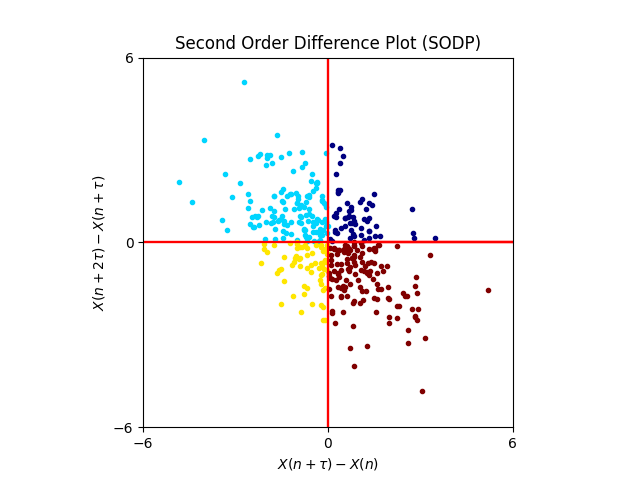 Second Order Difference Plot (SODP)
6
X(n + 2τ) − X(n + τ)
0
−6
−6 0 6
X(n + τ) − X(n)